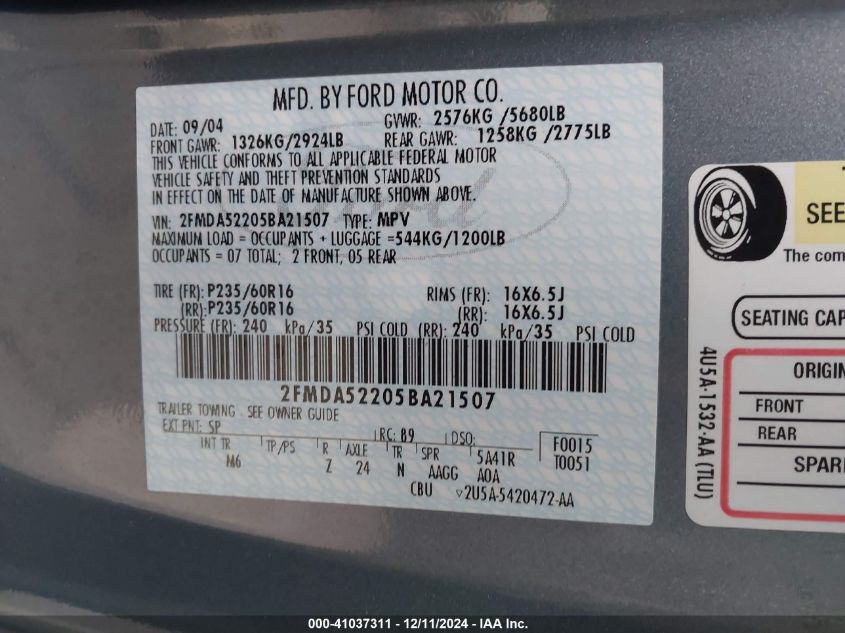 MFD. BY FORD MOTOR CO.
DATE: 09/04 GVWR: 2576KG /5680LB
FRONT GAWR: 1326KG/2924LB REAR GAWR: 1258KG /2775LB
THIS VEHICLE CONFORMS TO ALL APPLICABLE FEDERAL MOTOR
VEHICLE SAFETY AND THEFT PREVENTION STANDARDS
IN EFFECT ON THE DATE OF MANUFACTURE SHOWN ABOVE.
VIN: 2FMDA52205BA21507 TYPE: MPV
MAXIMUM LOAD = OCCUPANTS + LUGGAGE =544KG/1200LB
OCCUPANTS = 07 TOTAL; 2 FRONT, 05 REAR
TIRE (FR): P235/60R16 RIMS (FR): 16X6.5J
(RR): P235/60R16 (RR): 16X6.5J
PRESSURE (FR): 240 kPa/35 PSI COLD (RR): 240 kPa/35 PSI COLD
2FMDA52205BA21507
TRAILER TOWING - SEE OWNER GUIDE
EXT PNT: SP RC: 89 DSO: F0015
INT TR TP/PS R AXLE TR SPR 5A41R T0051
M6 Z 24 N AAGG AOA
CBU ▽2U5A-5420472-AA
SEE
The com
SEATING CAP
ORIGIN
FRONT
REAR
SPAR
4U5A-1532-AA (TLU)
000-41037311 - 12/11/2024 - IAA Inc.